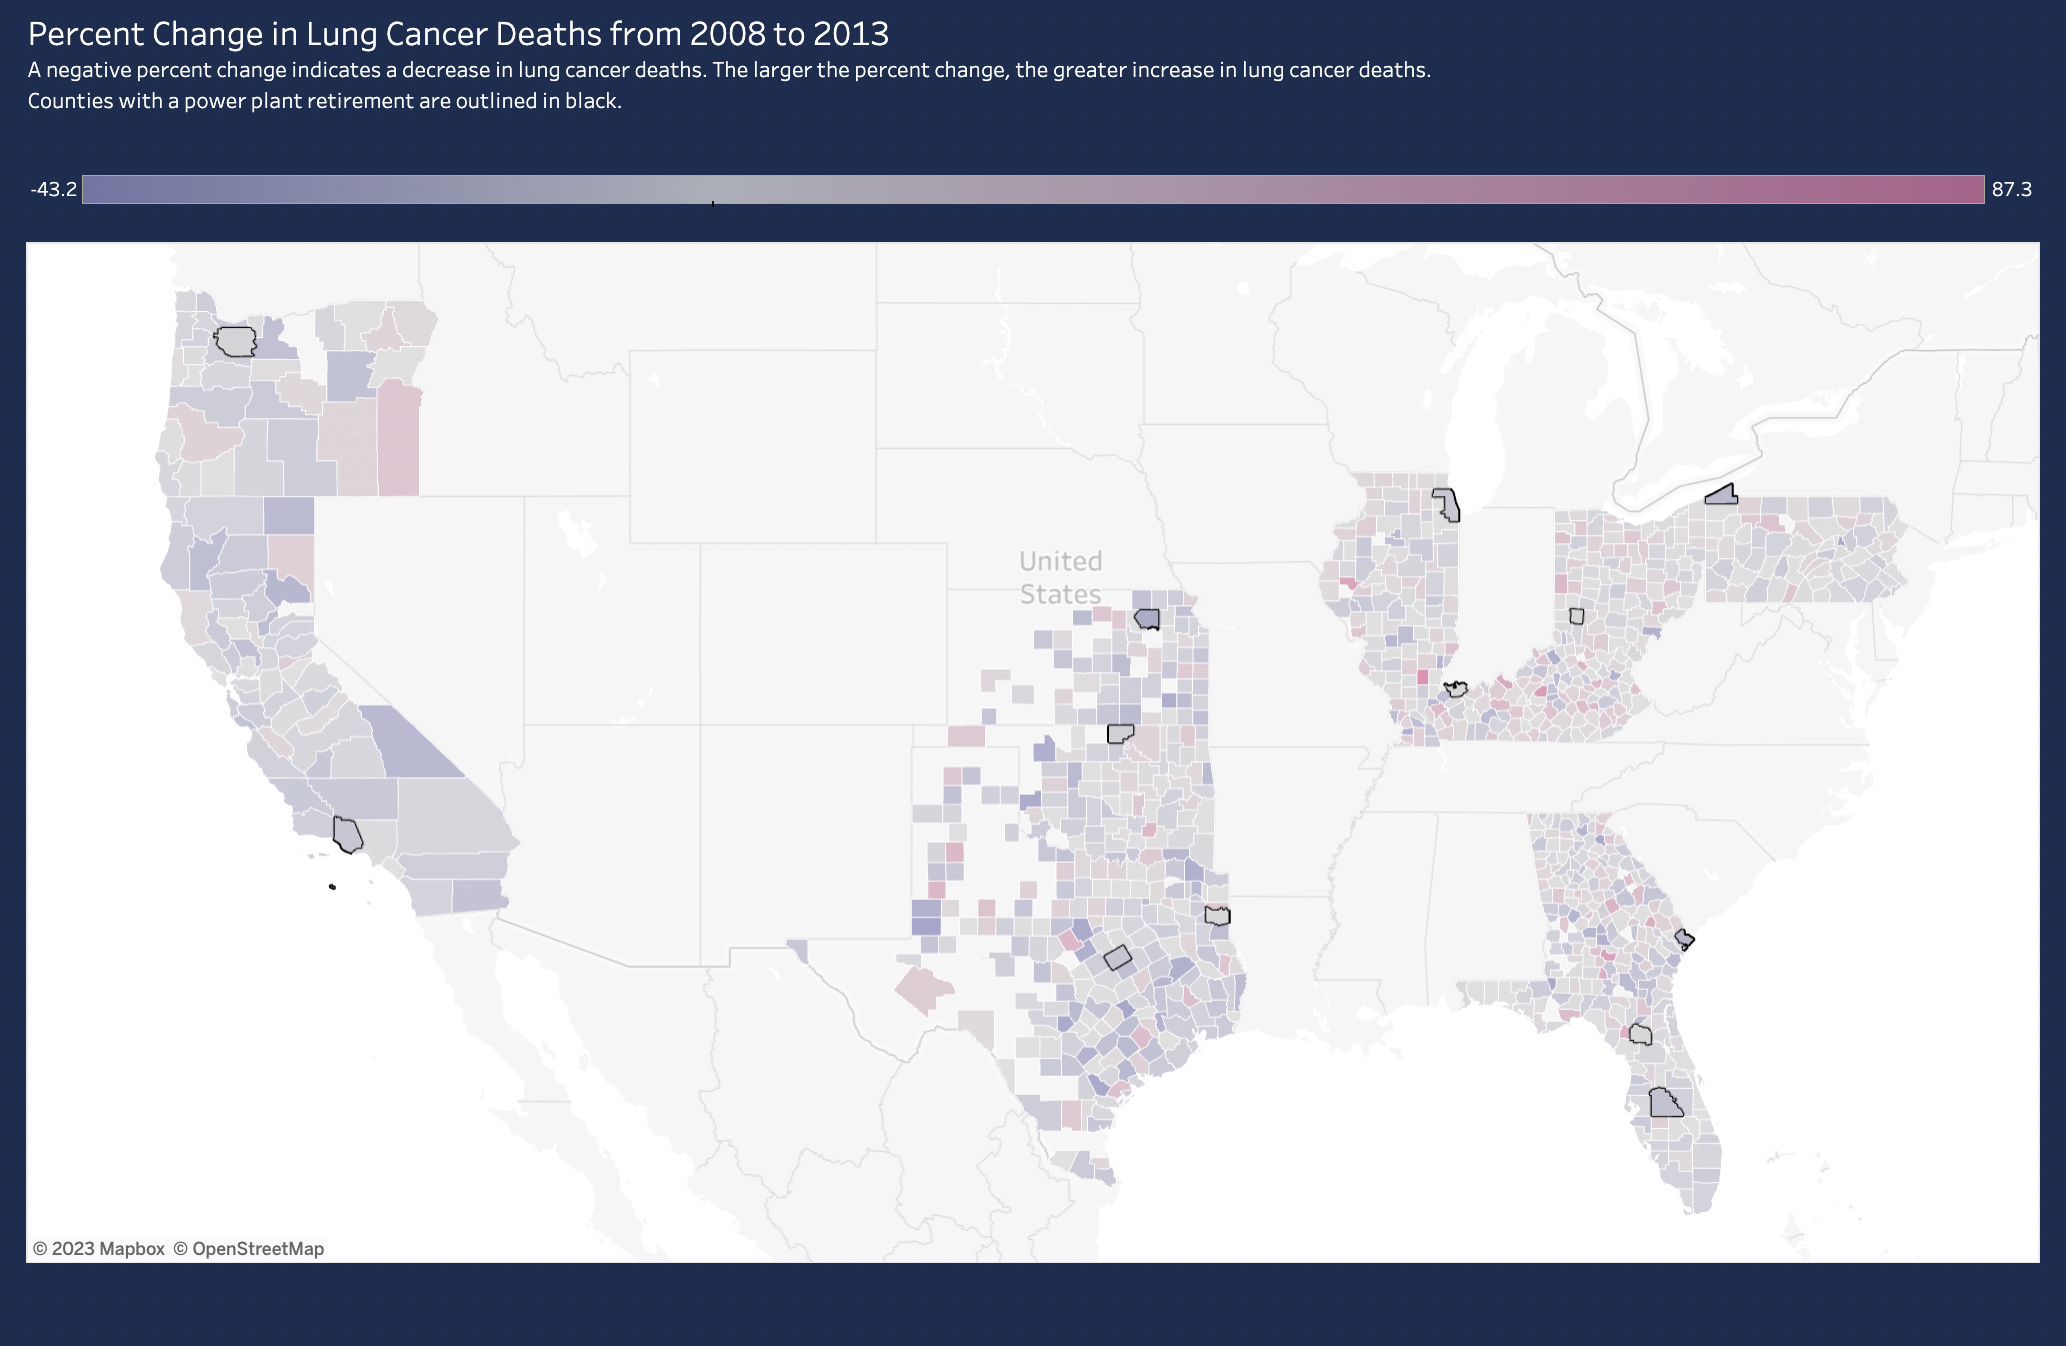 Percent Change in Lung Cancer Deaths from 2008 to 2013
A negative percent change indicates a decrease in lung cancer deaths. The larger the percent change, the greater increase in lung cancer deaths.
Counties with a power plant retirement are outlined in black.
-43.2
87.3
United
States
© 2023 Mapbox © OpenStreetMap